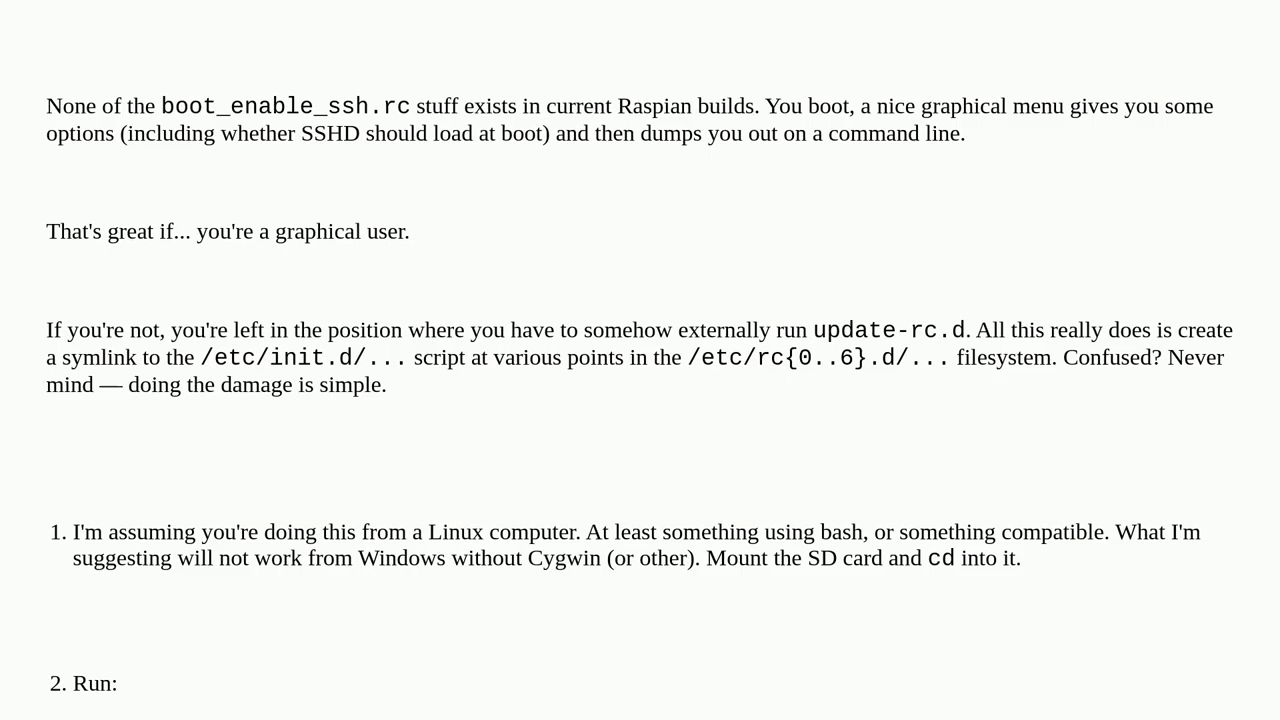 None of the boot_enable_ssh.rc stuff exists in current Raspian builds. You boot, a nice graphical menu gives you some
options (including whether SSHD should load at boot) and then dumps you out on a command line.
That's great if... you're a graphical user.
If you're not, you're left in the position where you have to somehow externally run update-rc.d. All this really does is create
a symlink to the /etc/init.d/... script at various points in the /etc/rc{0..6}.d/... filesystem. Confused? Never
mind — doing the damage is simple.
1. I'm assuming you're doing this from a Linux computer. At least something using bash, or something compatible. What I'm
suggesting will not work from Windows without Cygwin (or other). Mount the SD card and cd into it.
2. Run: